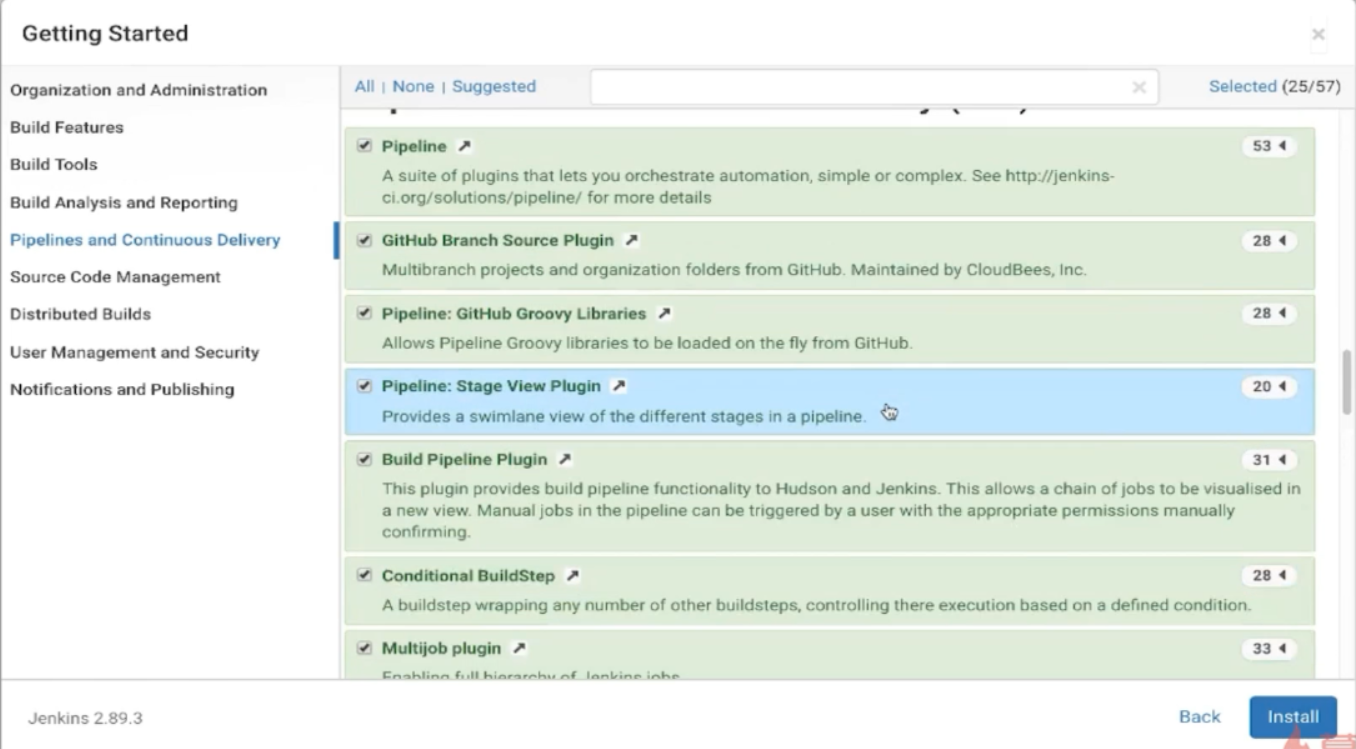 Getting Started
Organization and Administration
Build Features
Build Tools
Build Analysis and Reporting
Pipelines and Continuous Delivery
Source Code Management
Distributed Builds
User Management and Security
Notifications and Publishing
All | None | Suggested
Selected (25/57)
Pipeline
53
A suite of plugins that lets you orchestrate automation, simple or complex. See http://jenkins-
ci.org/solutions/pipeline/ for more details
GitHub Branch Source Plugin
28
Multibranch projects and organization folders from GitHub. Maintained by CloudBees, Inc.
Pipeline: GitHub Groovy Libraries
28
Allows Pipeline Groovy libraries to be loaded on the fly from GitHub.
Pipeline: Stage View Plugin
20
Provides a swimlane view of the different stages in a pipeline.
Build Pipeline Plugin
31
This plugin provides build pipeline functionality to Hudson and Jenkins. This allows a chain of jobs to be visualised in
a new view. Manual jobs in the pipeline can be triggered by a user with the appropriate permissions manually
confirming.
Conditional BuildStep
28
A buildstep wrapping any number of other buildsteps, controlling there execution based on a defined condition.
Multijob plugin
33
Enabling full hierarchy of Jenkins jobs
Jenkins 2.89.3
Back
Install